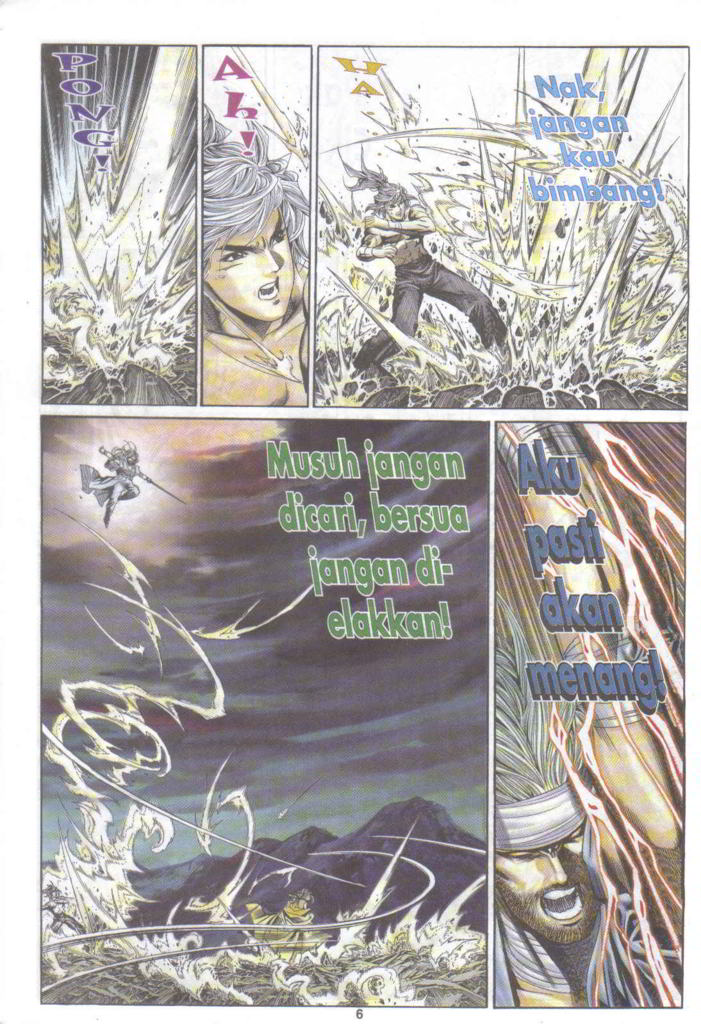 PONG!
Ah!
HA..
Nak,
jangan
kau
bimbang!
Musuh jangan
dicari, bersua
jangan di-
elakkan!
Aku
pasti
akan
menang!
6